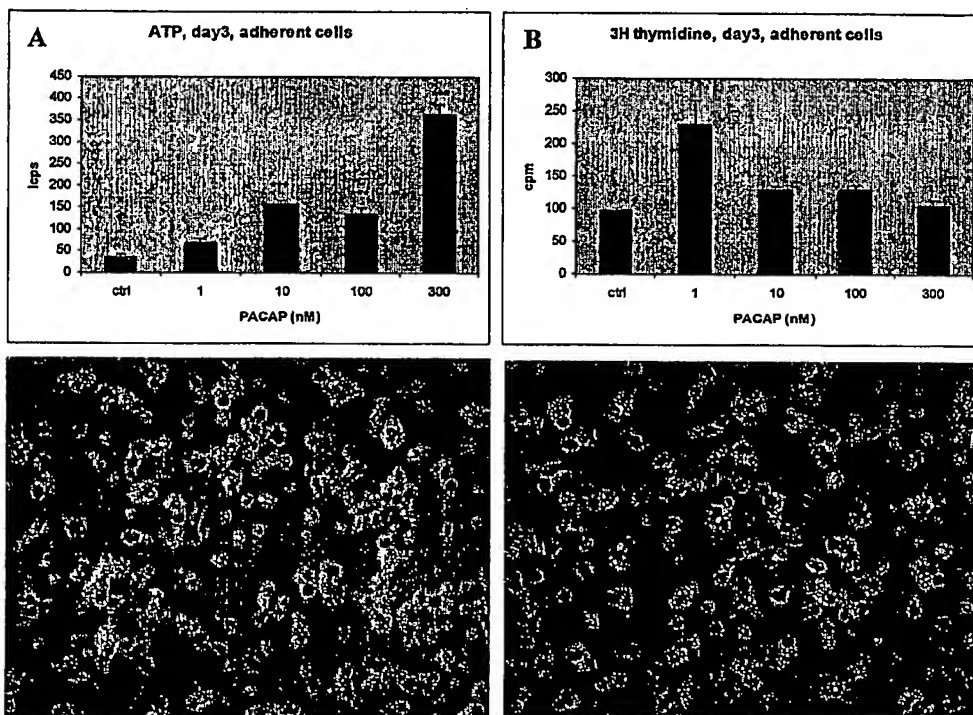 A
ATP, day3, adherent cells
450
400
350
300
250
200
150
100
50
0
lcps
ctrl 1 10 100 300
PACAP (nM)
B
3H thymidine, day3, adherent cells
300
250
200
150
100
50
0
cpm
ctrl 1 10 100 300
PACAP (nM)